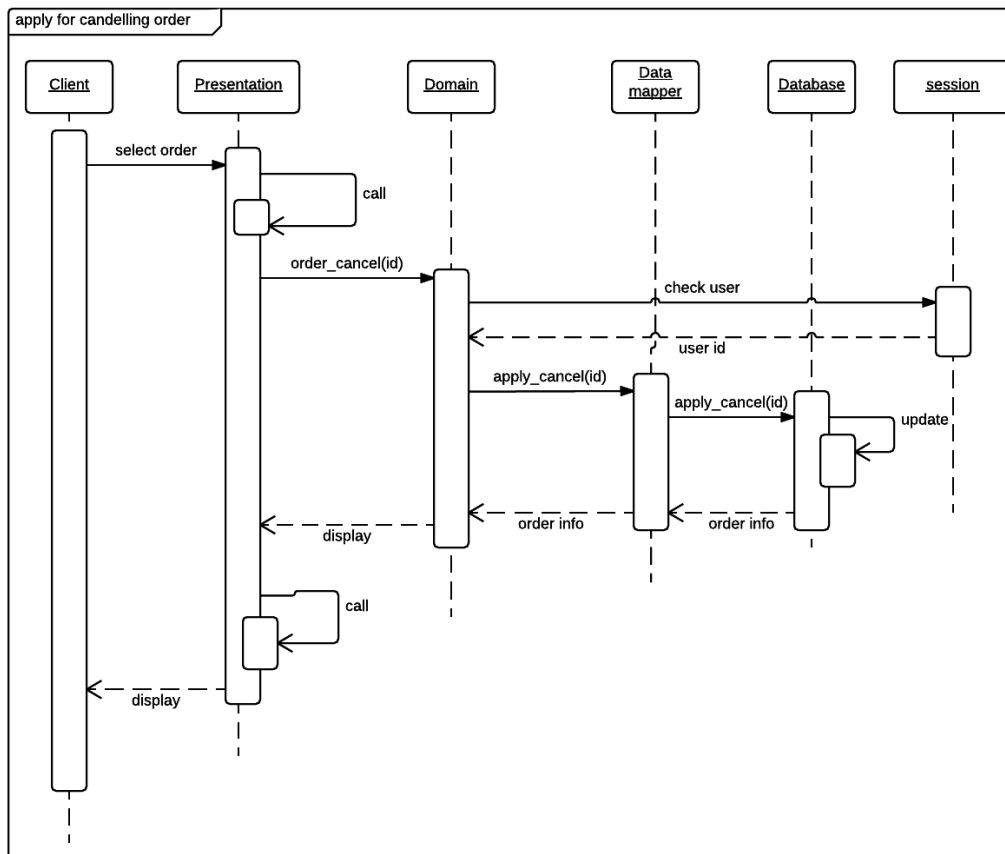 apply for candelling order
Client
Presentation
Domain
Data
mapper
Database
session
select order
call
order_cancel(id)
check user
user id
apply_cancel(id)
apply_cancel(id)
update
order info
order info
display
call
display